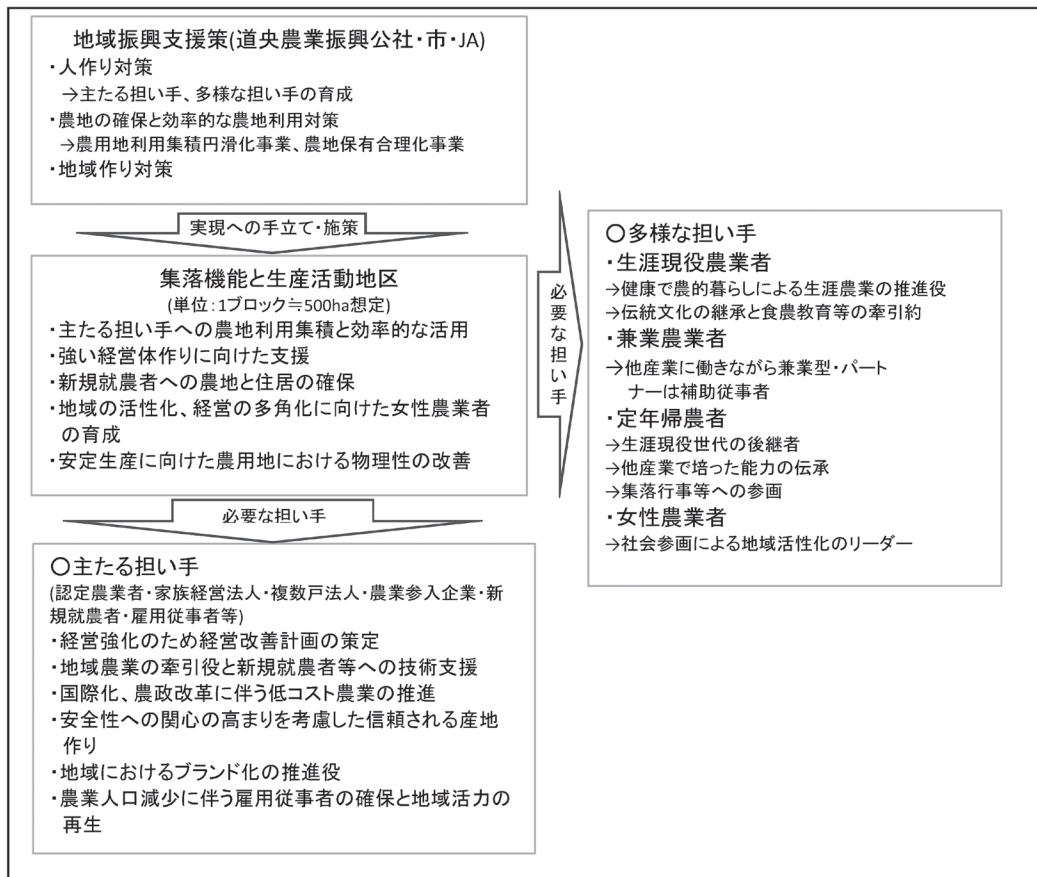 地域振興支援策(道央農業振興公社・市・JA)
・人作り対策
→主たる担い手、多様な担い手の育成
・農地の確保と効率的な農地利用対策
→農用地利用集積円滑化事業、農地保有合理化事業
・地域作り対策
実現への手立て・施策
集落機能と生産活動地区
(単位:1ブロック≒500ha想定)
・主たる担い手への農地利用集積と効率的な活用
・強い経営体作りに向けた支援
・新規就農者への農地と住居の確保
・地域の活性化、経営の多角化に向けた女性農業者
の育成
・安定生産に向けた農用地における物理性の改善
必要な担い手
〇主たる担い手
(認定農業者・家族経営法人・複数戸法人・農業参入企業・新
規就農者・雇用従事者等)
・経営強化のため経営改善計画の策定
・地域農業の牽引役と新規就農者等への技術支援
・国際化、農政改革に伴う低コスト農業の推進
・安全性への関心の高まりを考慮した信頼される産地
作り
・地域におけるブランド化の推進役
・農業人口減少に伴う雇用従事者の確保と地域活力の
再生
必要な担い手
〇多様な担い手
・生涯現役農業者
→健康で農的暮らしによる生涯農業の推進役
→伝統文化の継承と食農教育等の牽引約
・兼業農業者
→他産業に働きながら兼業型・パート
ナーは補助従事者
・定年帰農者
→生涯現役世代の後継者
→他産業で培った能力の伝承
→集落行事等への参画
・女性農業者
→社会参画による地域活性化のリーダー